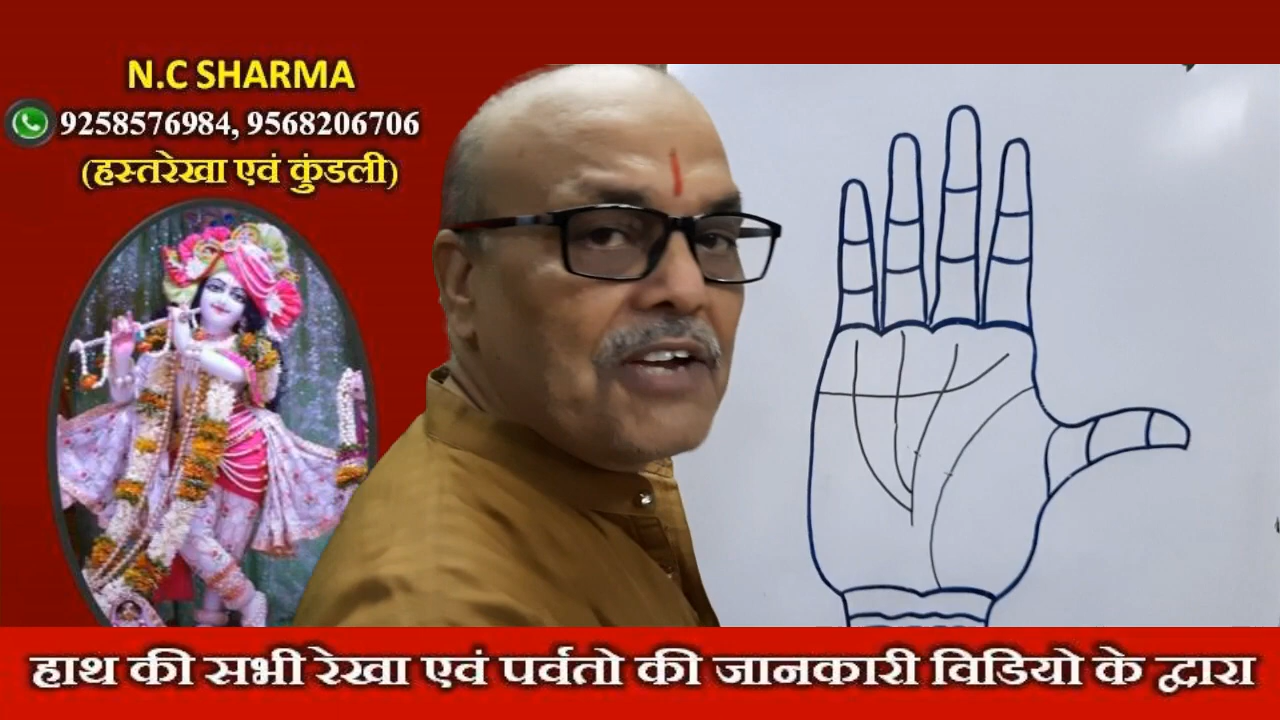 N.C SHARMA
9258576984, 9568206706
(हस्तरेखा एवं कुंडली)
हाथ की सभी रेखा एवं पर्वतो की जानकारी विडियो के द्वारा